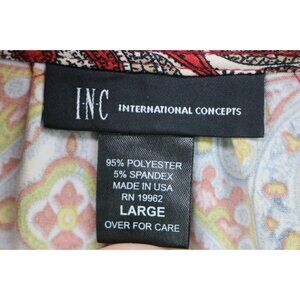 I·N·C INTERNATIONAL CONCEPTS
95% POLYESTER
5% SPANDEX
MADE IN USA
RN 19962
LARGE
OVER FOR CARE